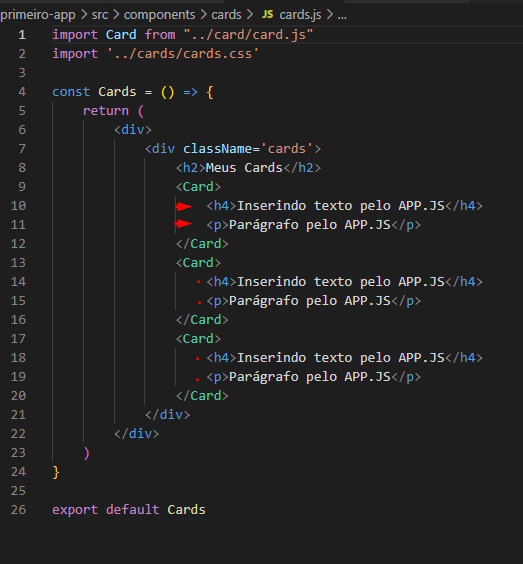 primeiro-app > src > components > cards > JS cards.js > ...
1 import Card from "../card/card.js"
2 import '../cards/cards.css'
3
4 const Cards = () => {
5 return (
6 <div>
7 <div className='cards'>
8 <h2>Meus Cards</h2>
9 <Card>
10 <h4>Inserindo texto pelo APP.JS</h4>
11 <p>Parágrafo pelo APP.JS</p>
12 </Card>
13 <Card>
14 <h4>Inserindo texto pelo APP.JS</h4>
15 <p>Parágrafo pelo APP.JS</p>
16 </Card>
17 <Card>
18 <h4>Inserindo texto pelo APP.JS</h4>
19 <p>Parágrafo pelo APP.JS</p>
20 </Card>
21 </div>
22 </div>
23 )
24 }
25
26 export default Cards